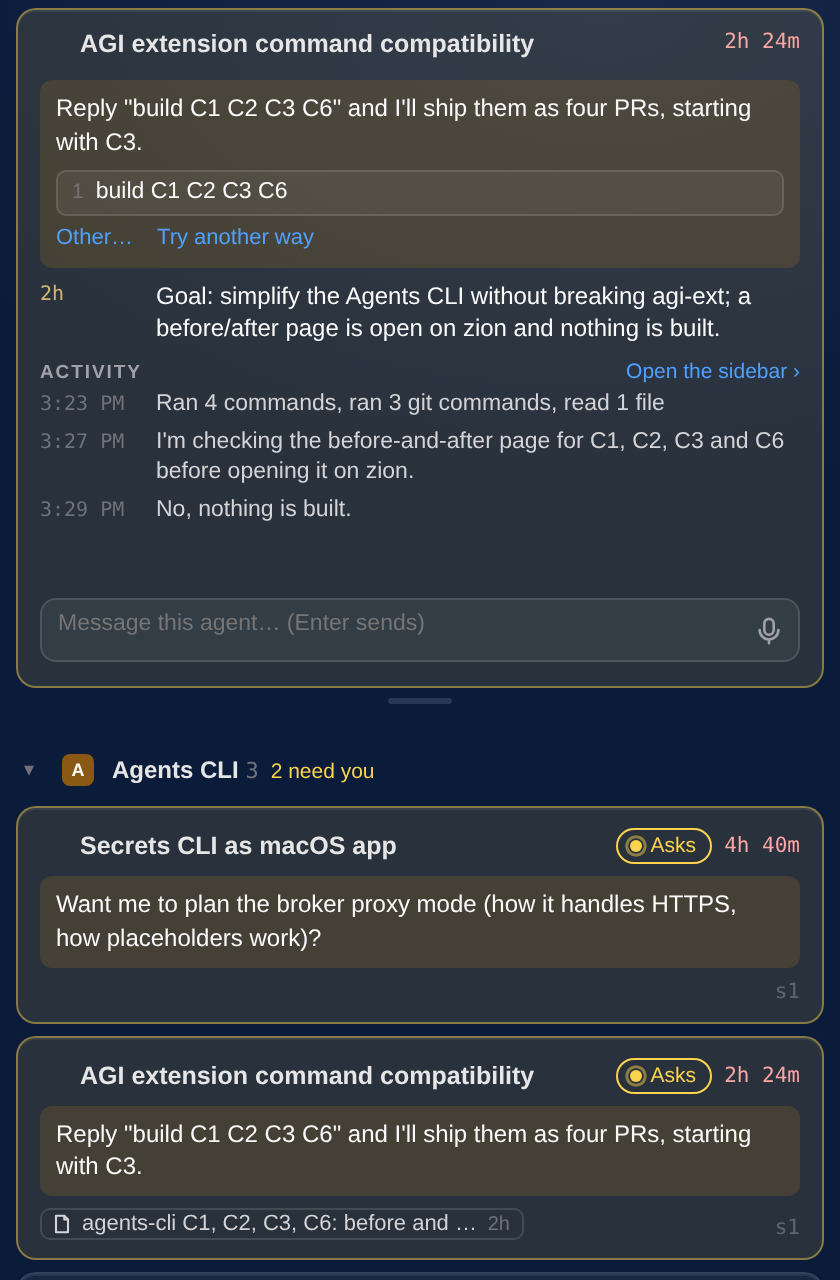 AGI extension command compatibility
2h 24m
Reply "build C1 C2 C3 C6" and I'll ship them as four PRs, starting
with C3.
1 build C1 C2 C3 C6
Other… Try another way
2h
Goal: simplify the Agents CLI without breaking agi-ext; a
before/after page is open on zion and nothing is built.
ACTIVITY
Open the sidebar ›
3:23 PM Ran 4 commands, ran 3 git commands, read 1 file
3:27 PM I'm checking the before-and-after page for C1, C2, C3 and C6
before opening it on zion.
3:29 PM No, nothing is built.
Message this agent… (Enter sends)
A Agents CLI 3 2 need you
Secrets CLI as macOS app
Asks 4h 40m
Want me to plan the broker proxy mode (how it handles HTTPS,
how placeholders work)?
s1
AGI extension command compatibility
Asks 2h 24m
Reply "build C1 C2 C3 C6" and I'll ship them as four PRs, starting
with C3.
agents-cli C1, C2, C3, C6: before and … 2h
s1